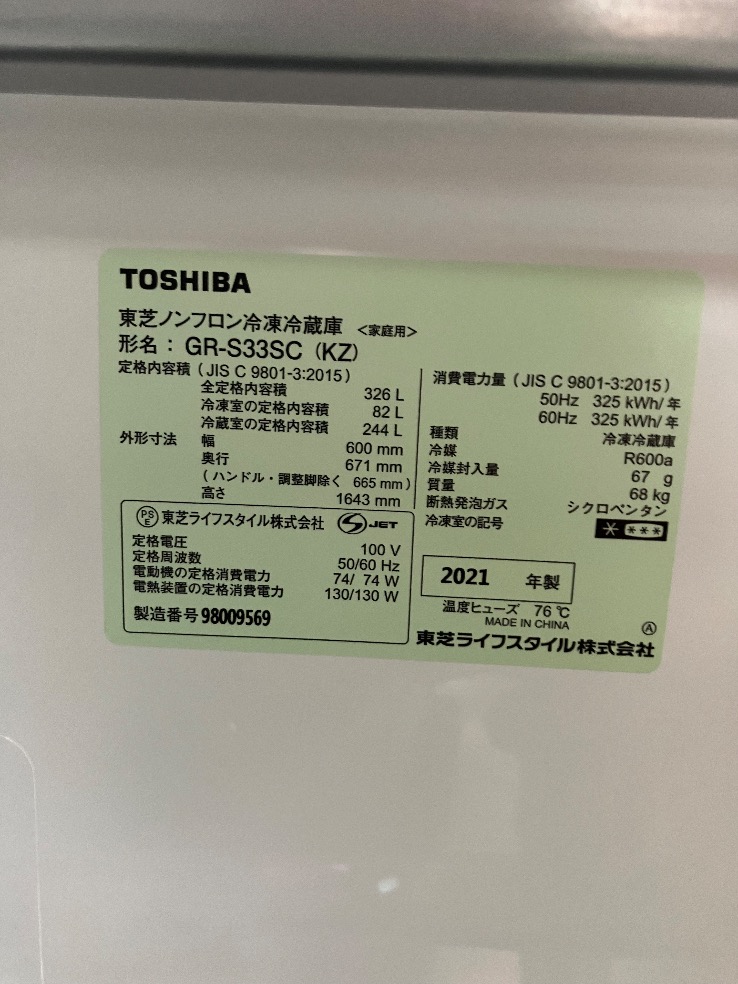 TOSHIBA
東芝ノンフロン冷凍冷蔵庫 <家庭用>
形名： GR-S33SC (KZ)
定格内容積 (JIS C 9801-3:2015)
全定格内容積 326 L
冷凍室の定格内容積 82 L
冷蔵室の定格内容積 244 L
外形寸法 幅 600 mm
奥行 671 mm
(ハンドル・調整脚除く 665 mm)
高さ 1643 mm
消費電力量 (JIS C 9801-3:2015)
50Hz 325 kWh/年
60Hz 325 kWh/年
種類 冷凍冷蔵庫
冷媒 R600a
冷媒封入量 67 g
質量 68 kg
断熱発泡ガス シクロペンタン
冷凍室の記号 * ***
PS E 東芝ライフスタイル株式会社 S JET
定格電圧 100 V
定格周波数 50/60 Hz
電動機の定格消費電力 74/ 74 W
電熱装置の定格消費電力 130/130 W
製造番号 98009569
2021 年製
温度ヒューズ 76 ℃
MADE IN CHINA
Ⓐ
東芝ライフスタイル株式会社